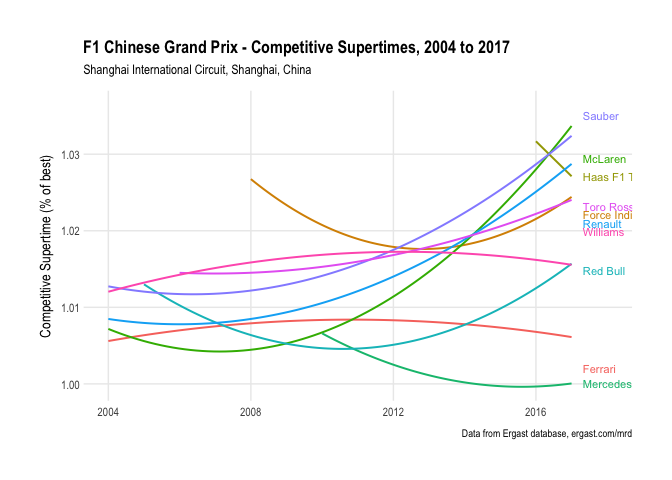 F1 Chinese Grand Prix - Competitive Supertimes, 2004 to 2017
Shanghai International Circuit, Shanghai, China
Competitive Supertime (% of best)
1.03
1.02
1.01
1.00
2004
2008
2012
2016
Sauber
McLaren
Haas F1 T
Toro Ross
Force Indi
Renault
Williams
Red Bull
Ferrari
Mercedes
Data from Ergast database, ergast.com/mrd